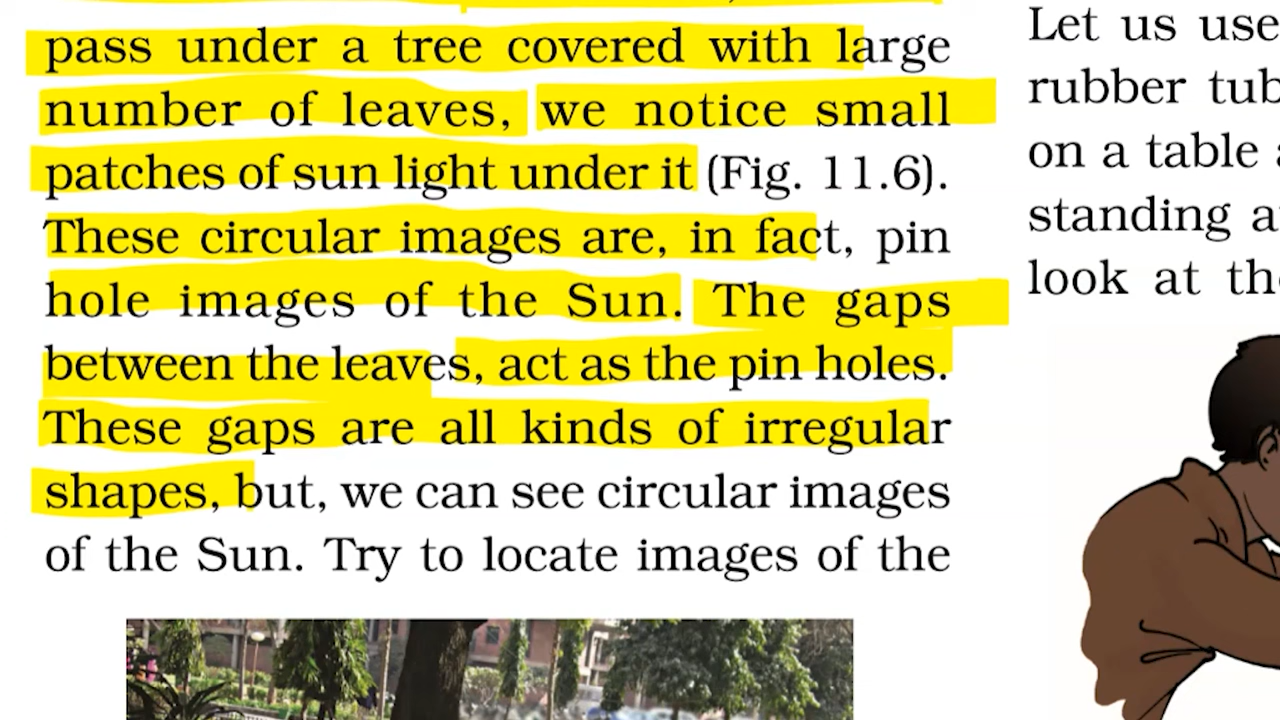 pass under a tree covered with large
number of leaves, we notice small
patches of sun light under it (Fig. 11.6).
These circular images are, in fact, pin
hole images of the Sun. The gaps
between the leaves, act as the pin holes.
These gaps are all kinds of irregular
shapes, but, we can see circular images
of the Sun. Try to locate images of the
Let us use
rubber
on a table
standing
look at